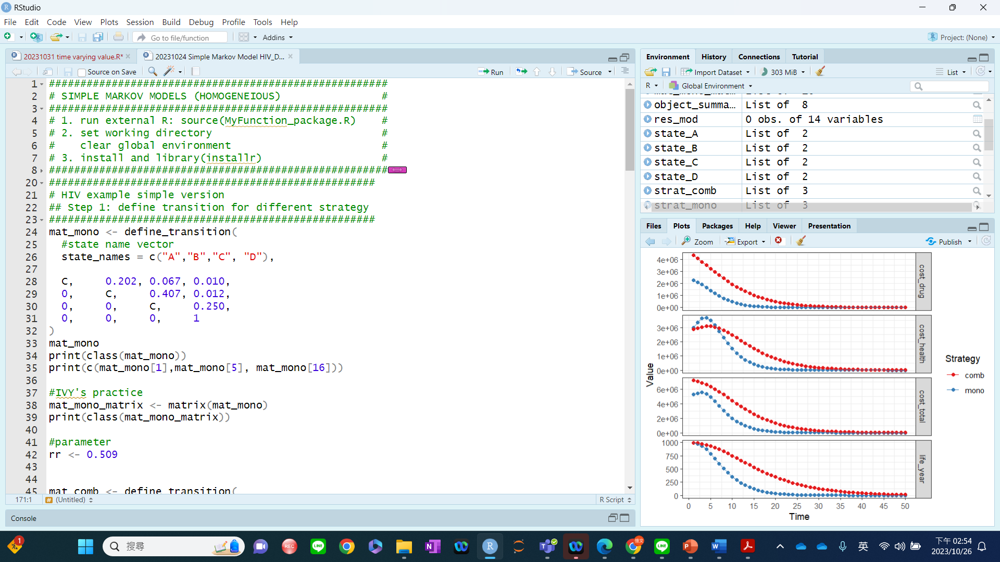 RStudio
File Edit Code View Plots Session Build Debug Profile Tools Help
Go to file/function Addins Project: (None)
20231031 time varying value.R* 20231024 Simple Markov Model HIV_D...
Source on Save Run Source
1 ######################################################
2 # SIMPLE MARKOV MODELS (HOMOGENEIOUS) #
3 ######################################################
4 # 1. run external R: source(MyFunction_package.R) #
5 # 2. set working directory #
6 # clear global environment #
7 # 3. install and library(installr) #
8 ######################################################
20 ####################################################
21 # HIV example simple version
22 ## Step 1: define transition for different strategy
23 ####################################################
24 mat_mono <- define_transition(
25 #state name vector
26 state_names = c("A","B","C", "D"),
27
28 C, 0.202, 0.067, 0.010,
29 0, C, 0.407, 0.012,
30 0, 0, C, 0.250,
31 0, 0, 0, 1
32 )
33 mat_mono
34 print(class(mat_mono))
35 print(c(mat_mono[1],mat_mono[5], mat_mono[16]))
36
37 #IVY's practice
38 mat_mono_matrix <- matrix(mat_mono)
39 print(class(mat_mono_matrix))
40
41 #parameter
42 rr <- 0.509
43
44
45 mat_comb <- define_transition(
171:1 (Untitled) R Script
Console
Environment History Connections Tutorial
Import Dataset 303 MiB List
R Global Environment
object_summa... List of 8
res_mod 0 obs. of 14 variables
state_A List of 2
state_B List of 2
state_C List of 2
state_D List of 2
strat_comb List of 3
strat_mono List of 3
Files Plots Packages Help Viewer Presentation
Zoom Export Publish
4e+06
3e+06
2e+06
1e+06
0e+00
cost_drug
3e+06
2e+06
1e+06
0e+00
cost_health
6e+06
4e+06
2e+06
0e+00
cost_total
1000
750
500
250
0
life_year
0 5 10 15 20 25 30 35 40 45 50
Time
Value
Strategy
comb
mono
1
搜尋
REC
LINE
N
R
T
憶文
LINE
P
W
英
下午 02:54
2023/10/26